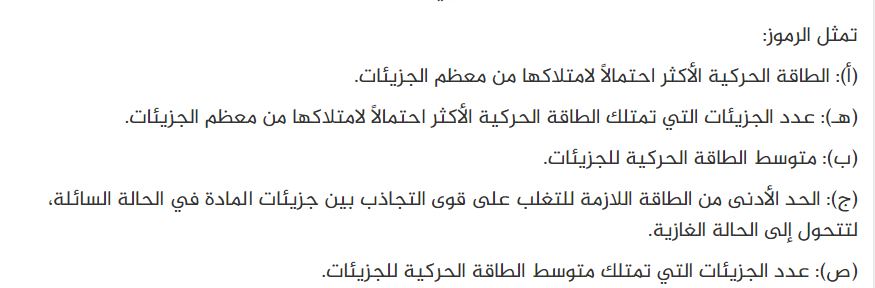 تمثل الرموز:
(أ): الطاقة الحركية الأكثر احتمالاً لامتلاكها من معظم الجزيئات.
(هـ): عدد الجزيئات التي تمتلك الطاقة الحركية الأكثر احتمالاً لامتلاكها من معظم الجزيئات.
(ب): متوسط الطاقة الحركية للجزيئات.
(ج): الحد الأدنى من الطاقة اللازمة للتغلب على قوى التجاذب بين جزيئات المادة في الحالة السائلة،
لتتحول إلى الحالة الغازية.
(ص): عدد الجزيئات التي تمتلك متوسط الطاقة الحركية للجزيئات.